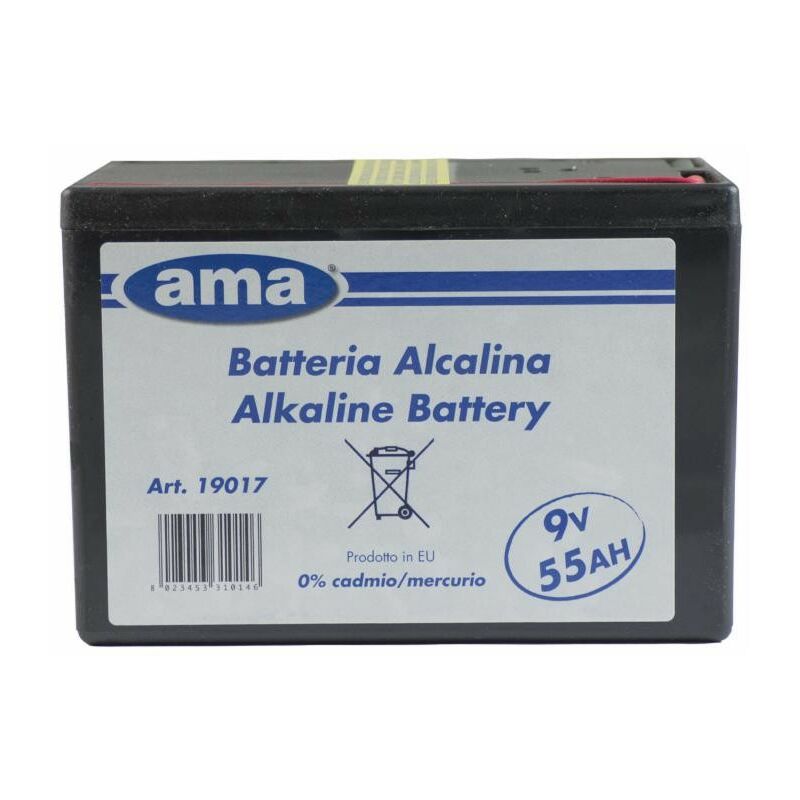 ama®
Batteria Alcalina
Alkaline Battery
Art. 19017
9V
55AH
Prodotto in EU
0% cadmio/mercurio
8 023453 310146